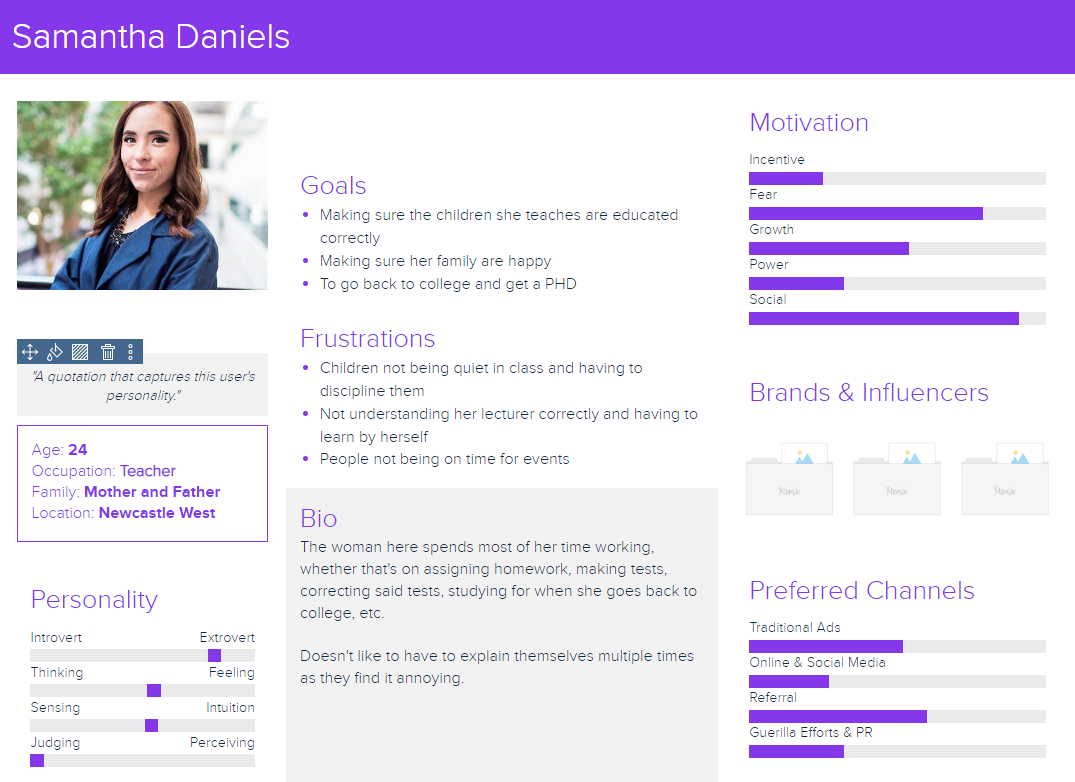 Samantha Daniels
"A quotation that captures this user's
personality."
Age: 24
Occupation: Teacher
Family: Mother and Father
Location: Newcastle West
Personality
Introvert Extrovert
Thinking Feeling
Sensing Intuition
Judging Perceiving
Goals
Making sure the children she teaches are educated
correctly
Making sure her family are happy
To go back to college and get a PHD
Frustrations
Children not being quiet in class and having to
discipline them
Not understanding her lecturer correctly and having to
learn by herself
People not being on time for events
Bio
The woman here spends most of her time working,
whether that's on assigning homework, making tests,
correcting said tests, studying for when she goes back to
college, etc.
Doesn't like to have to explain themselves multiple times
as they find it annoying.
Motivation
Incentive
Fear
Growth
Power
Social
Brands & Influencers
Xtensio
Xtensio
Xtensio
Preferred Channels
Traditional Ads
Online & Social Media
Referral
Guerilla Efforts & PR